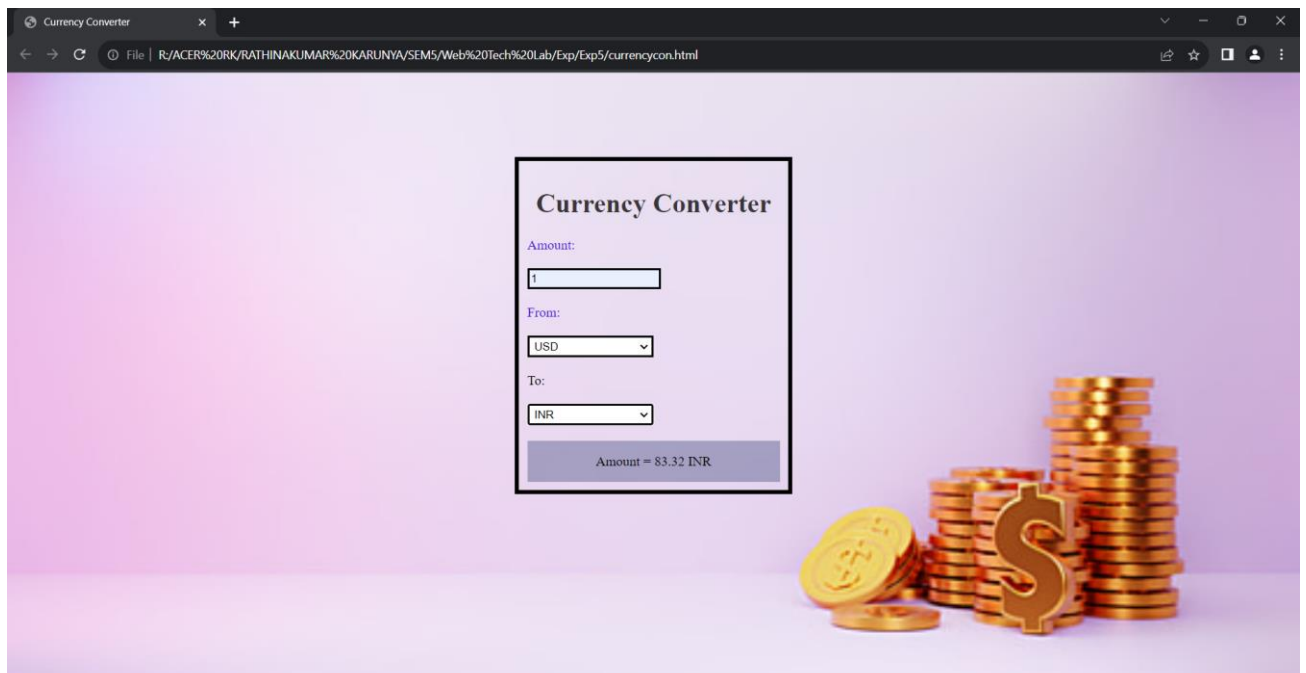 Currency Converter
File | R:/ACER%20RK/RATHINAKUMAR%20KARUNYA/SEM5/Web%20Tech%20Lab/Exp/Exp5/currencycon.html
Currency Converter
Amount:
1
From:
USD
To:
INR
Amount = 83.32 INR
$
$
$